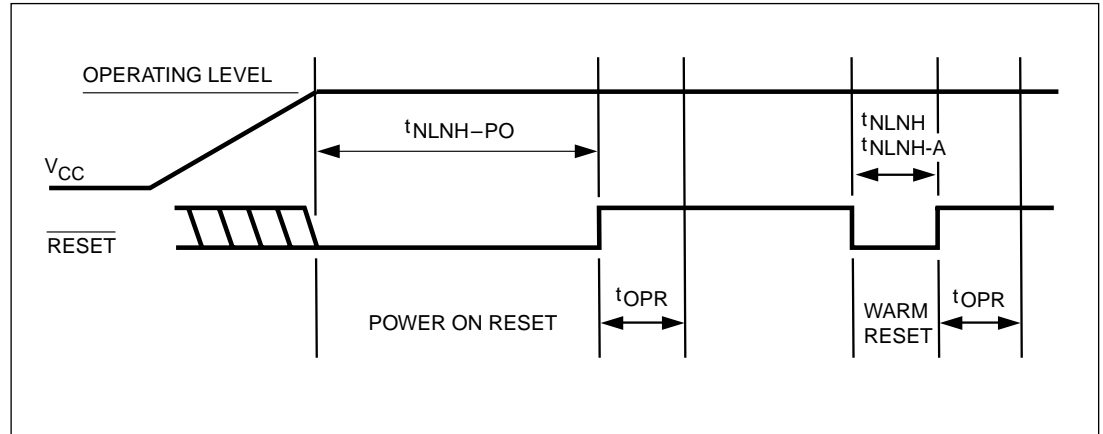 OPERATING LEVEL
tNLNH–PO
tNLNH
tNLNH-A
VCC
RESET
tOPR
POWER ON RESET
WARM
RESET
tOPR